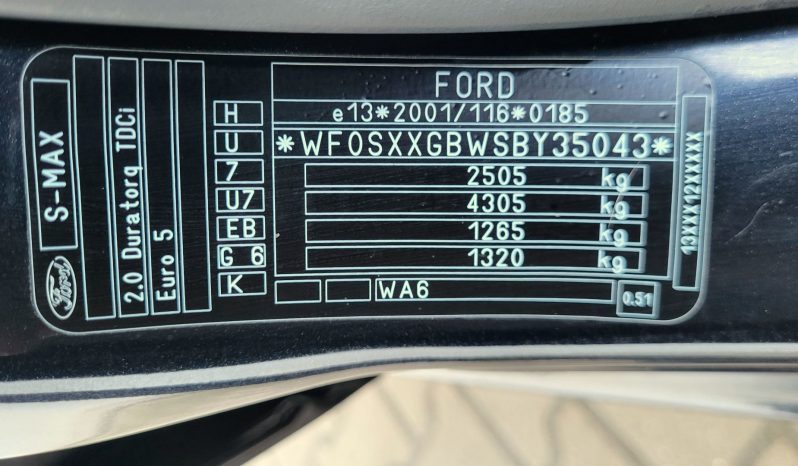 FORD
e13*2001/116*0185
*WF0SXXGBWSBY35043*
2505 kg
4305 kg
1265 kg
1320 kg
WA6
0.51
13XXX12XXXXXX
H
U
7
U7
EB
G 6
K
S-MAX
2.0 Duratorq TDCi
Euro 5
Ford